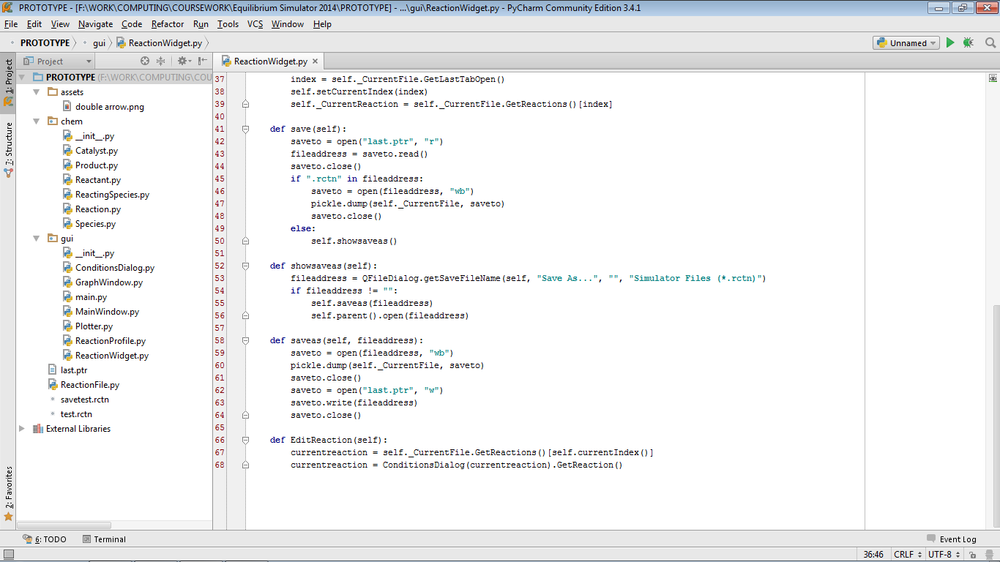 PROTOTYPE - [F:\WORK\COMPUTING\COURSEWORK\Equilibrium Simulator 2014\PROTOTYPE] - ...\gui\ReactionWidget.py - PyCharm Community Edition 3.4.1
File Edit View Navigate Code Refactor Run Tools VCS Window Help
PROTOTYPE gui ReactionWidget.py Unnamed
1: Project
7: Structure
2: Favorites
Project
PROTOTYPE (F:\WORK\COMPUTING\COU
assets
double arrow.png
chem
__init__.py
Catalyst.py
Product.py
Reactant.py
ReactingSpecies.py
Reaction.py
Species.py
gui
__init__.py
ConditionsDialog.py
GraphWindow.py
main.py
MainWindow.py
Plotter.py
ReactionProfile.py
ReactionWidget.py
last.ptr
ReactionFile.py
savetest.rctn
test.rctn
External Libraries
ReactionWidget.py
37 index = self._CurrentFile.GetLastTabOpen()
38 self.setCurrentIndex(index)
39 self._CurrentReaction = self._CurrentFile.GetReactions()[index]
40
41 def save(self):
42 saveto = open("last.ptr", "r")
43 fileaddress = saveto.read()
44 saveto.close()
45 if ".rctn" in fileaddress:
46 saveto = open(fileaddress, "wb")
47 pickle.dump(self._CurrentFile, saveto)
48 saveto.close()
49 else:
50 self.showsaveas()
51
52 def showsaveas(self):
53 fileaddress = QFileDialog.getSaveFileName(self, "Save As...", "", "Simulator Files (*.rctn)")
54 if fileaddress != "":
55 self.saveas(fileaddress)
56 self.parent().open(fileaddress)
57
58 def saveas(self, fileaddress):
59 saveto = open(fileaddress, "wb")
60 pickle.dump(self._CurrentFile, saveto)
61 saveto.close()
62 saveto = open("last.ptr", "w")
63 saveto.write(fileaddress)
64 saveto.close()
65
66 def EditReaction(self):
67 currentreaction = self._CurrentFile.GetReactions()[self.currentIndex()]
68 currentreaction = ConditionsDialog(currentreaction).GetReaction()
6: TODO Terminal Event Log
36:46 CRLF UTF-8